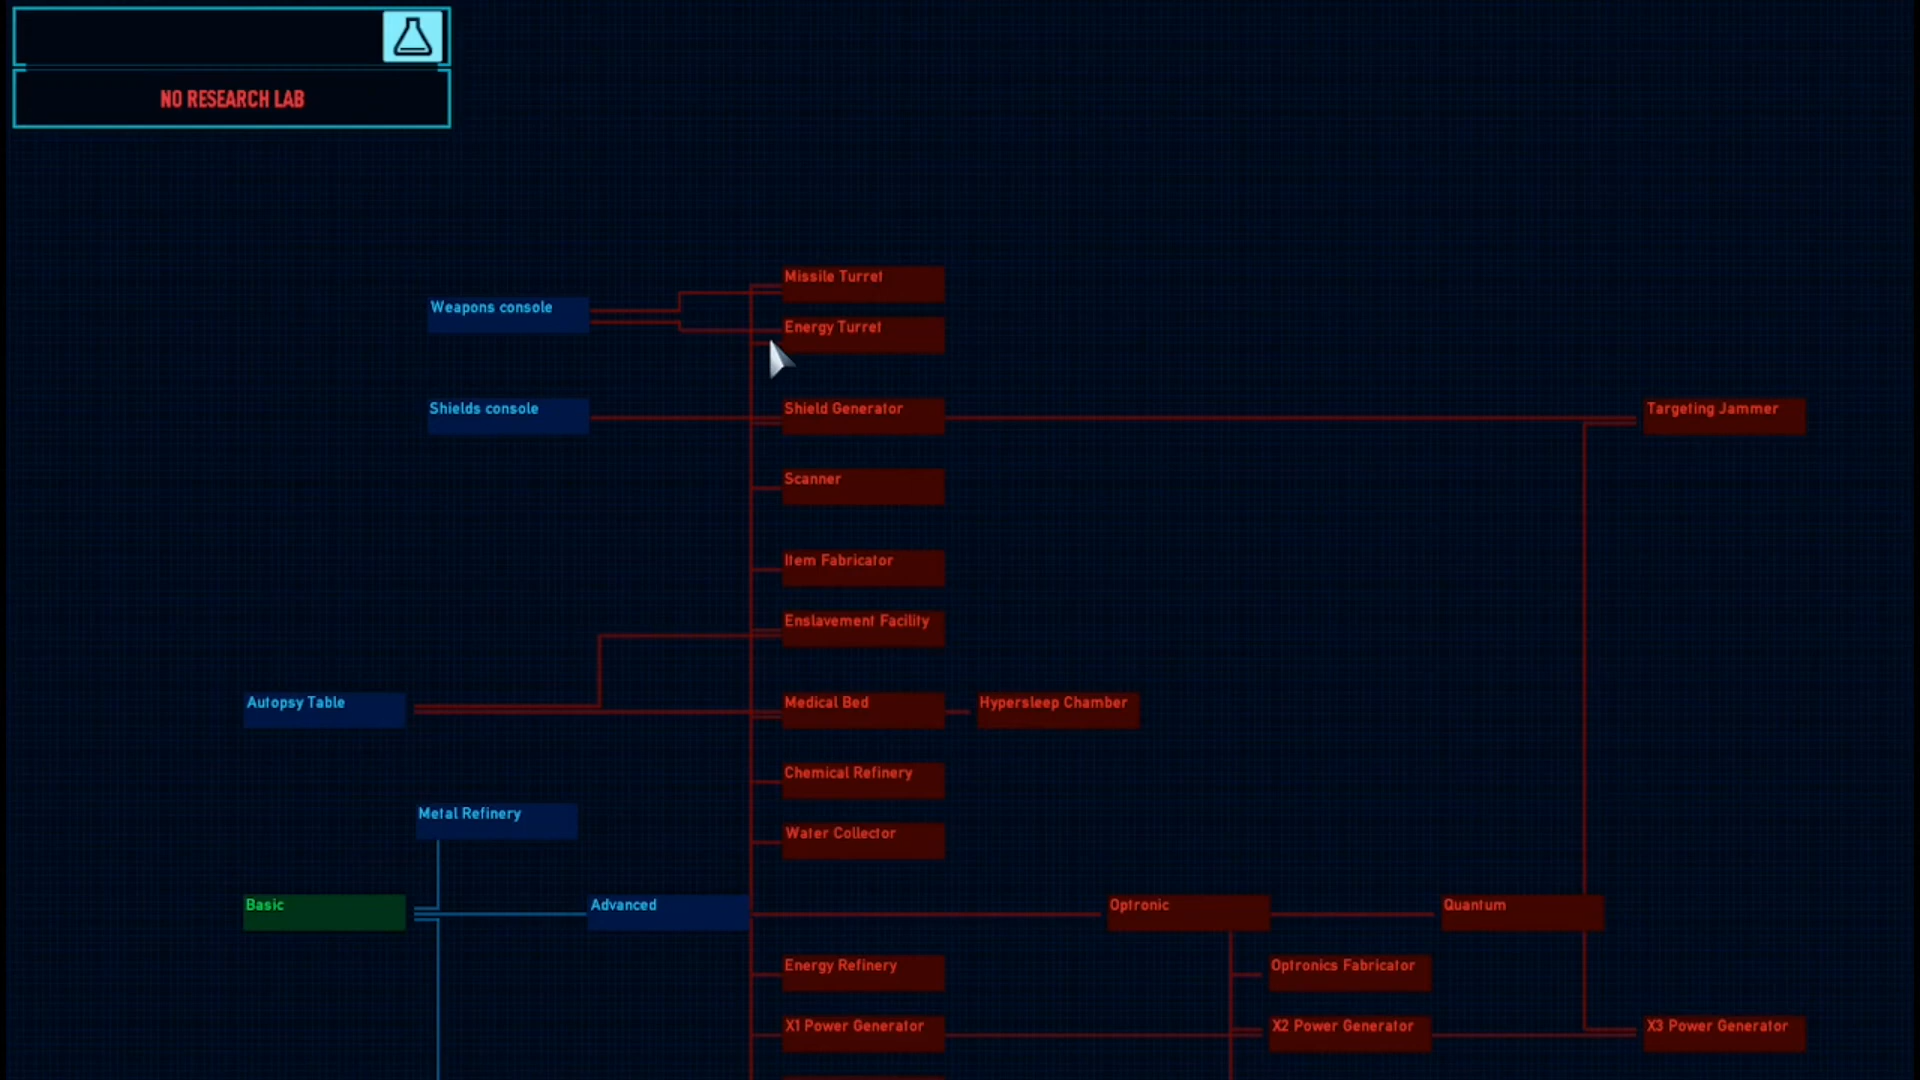 NO RESEARCH LAB
Missile Turret
Weapons console
Energy Turret
Shields console
Shield Generator
Targeting Jammer
Scanner
Item Fabricator
Enslavement Facility
Autopsy Table
Medical Bed
Hypersleep Chamber
Chemical Refinery
Metal Refinery
Water Collector
Basic
Advanced
Optronic
Quantum
Energy Refinery
Optronics Fabricator
X1 Power Generator
X2 Power Generator
X3 Power Generator